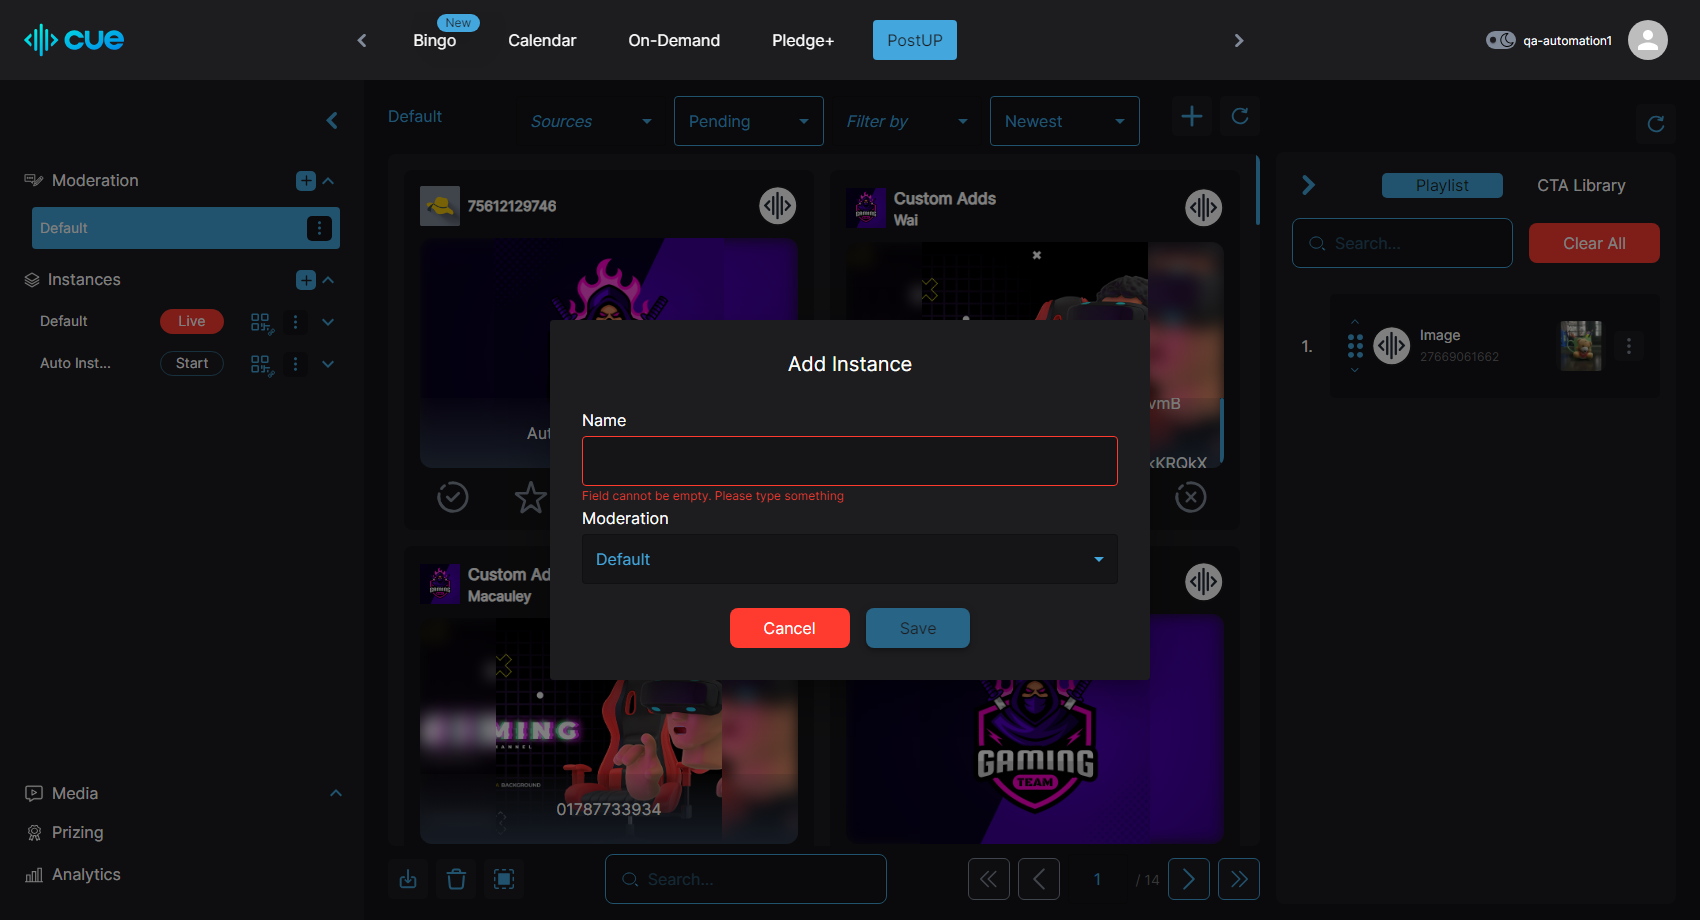 cue
New
Bingo
Calendar
On-Demand
Pledge+
PostUP
qa-automation1
Default
Sources
Pending
Filter by
Newest
Moderation
Default
Instances
Default
Live
Auto Inst...
Start
Media
Prizing
Analytics
75612129746
Aut
Custom Adds
Wai
vmB
kKRQkX
Custom Ad
Macauley
MING
BACKGROUND
01787733934
GAMING
TEAM
Add Instance
Name
Field cannot be empty. Please type something
Moderation
Default
Cancel
Save
Search...
1
/ 14
Playlist
CTA Library
Search...
Clear All
1.
Image
27669061662